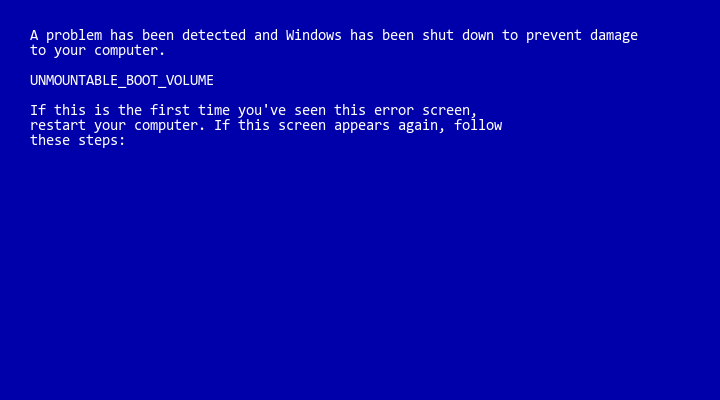 A problem has been detected and Windows has been shut down to prevent damage
to your computer.
UNMOUNTABLE_BOOT_VOLUME
If this is the first time you've seen this error screen,
restart your computer. If this screen appears again, follow
these steps: